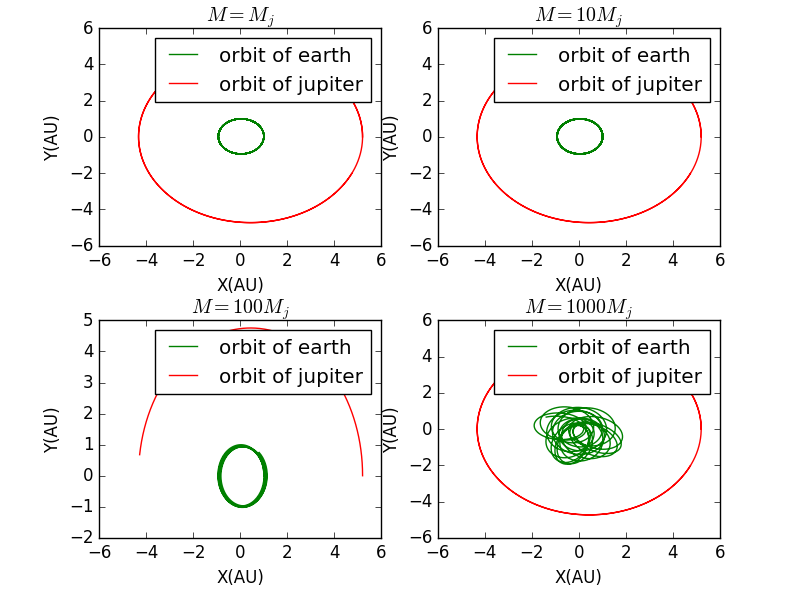 M = M_j
6
4
2
0
−2
−4
−6
Y(AU)
orbit of earth
orbit of jupiter
−6 −4 −2 0 2 4 6
X(AU)
M = 10M_j
6
4
2
0
−2
−4
−6
Y(AU)
orbit of earth
orbit of jupiter
−6 −4 −2 0 2 4 6
X(AU)
M = 100M_j
5
4
3
2
1
0
−1
−2
Y(AU)
orbit of earth
orbit of jupiter
−6 −4 −2 0 2 4 6
X(AU)
M = 1000M_j
6
4
2
0
−2
−4
−6
Y(AU)
orbit of earth
orbit of jupiter
−6 −4 −2 0 2 4 6
X(AU)